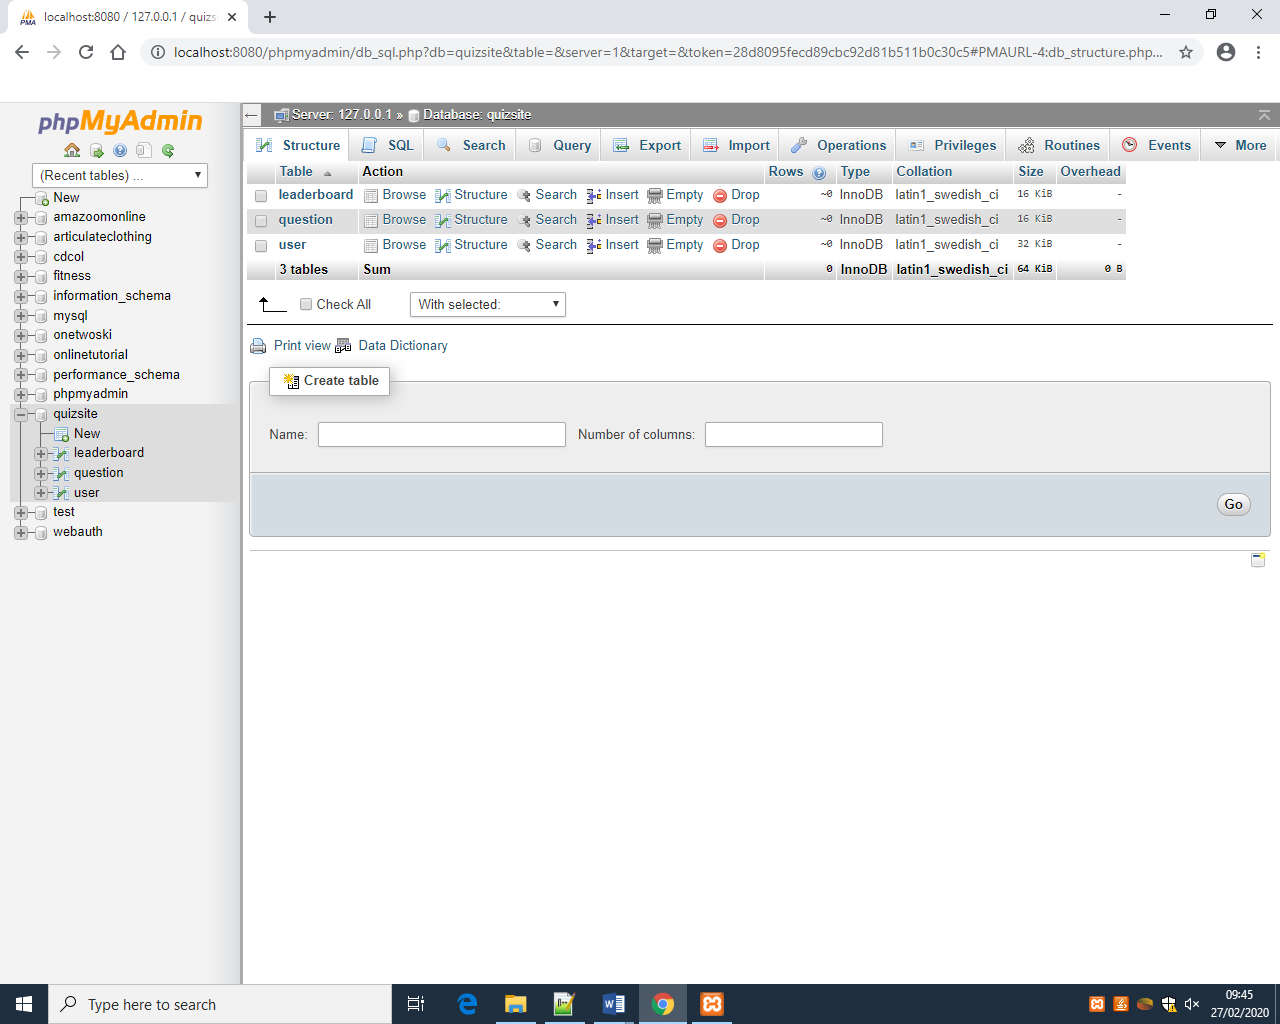 localhost:8080 / 127.0.0.1 / quizs
localhost:8080/phpmyadmin/db_sql.php?db=quizsite&table=&server=1&target=&token=28d8095fecd89cbc92d81b511b0c30c5#PMAURL-4:db_structure.php...
phpMyAdmin
(Recent tables) ...
New
amazoomonline
articulateclothing
cdcol
fitness
information_schema
mysql
onetwoski
onlinetutorial
performance_schema
phpmyadmin
quizsite
New
leaderboard
question
user
test
webauth
Server: 127.0.0.1 » Database: quizsite
Structure SQL Search Query Export Import Operations Privileges Routines Events More
Table Action Rows Type Collation Size Overhead
leaderboard Browse Structure Search Insert Empty Drop ~0 InnoDB latin1_swedish_ci 16 KiB -
question Browse Structure Search Insert Empty Drop ~0 InnoDB latin1_swedish_ci 16 KiB -
user Browse Structure Search Insert Empty Drop ~0 InnoDB latin1_swedish_ci 32 KiB -
3 tables Sum 0 InnoDB latin1_swedish_ci 64 KiB 0 B
Check All With selected:
Print view Data Dictionary
Create table
Name: Number of columns:
Go
Type here to search
09:45
27/02/2020